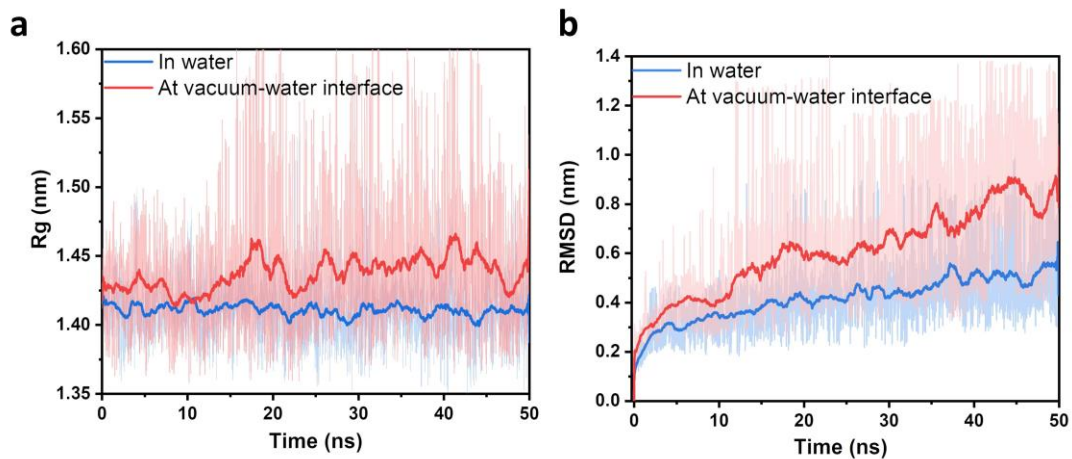 a
1.60
1.55
1.50
1.45
1.40
1.35
Rg (nm)
In water
At vacuum-water interface
0 10 20 30 40 50
Time (ns)
b
1.4
1.2
1.0
0.8
0.6
0.4
0.2
0.0
RMSD (nm)
In water
At vacuum-water interface
0 10 20 30 40 50
Time (ns)